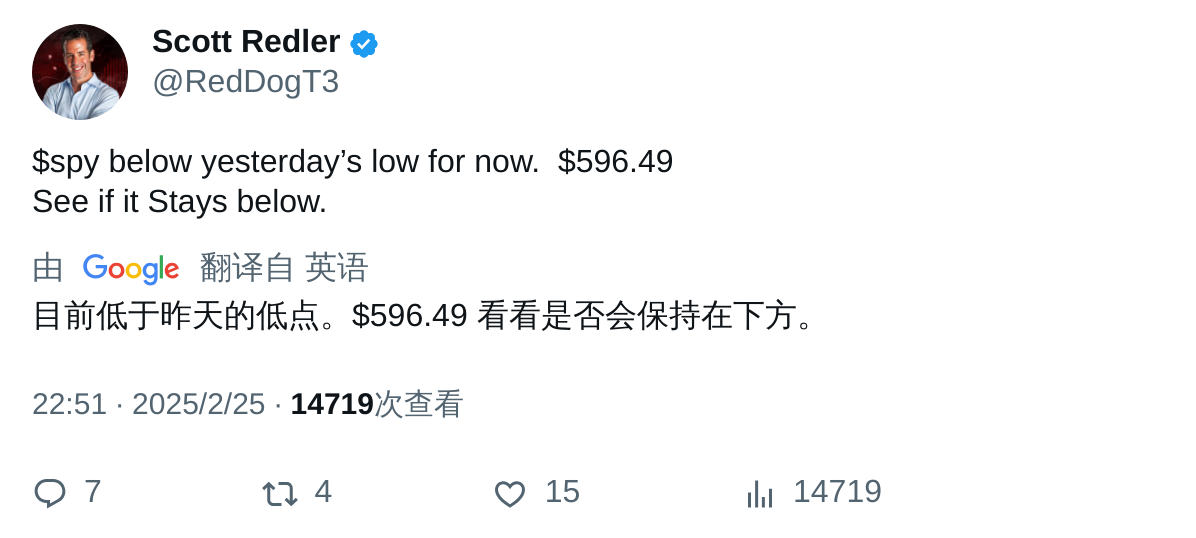 Scott Redler
@RedDogT3
$spy below yesterday’s low for now.  $596.49
See if it Stays below.
由 Google 翻译自 英语
目前低于昨天的低点。$596.49 看看是否会保持在下方。
22:51 · 2025/2/25 · 14719次查看
7 4 15 14719